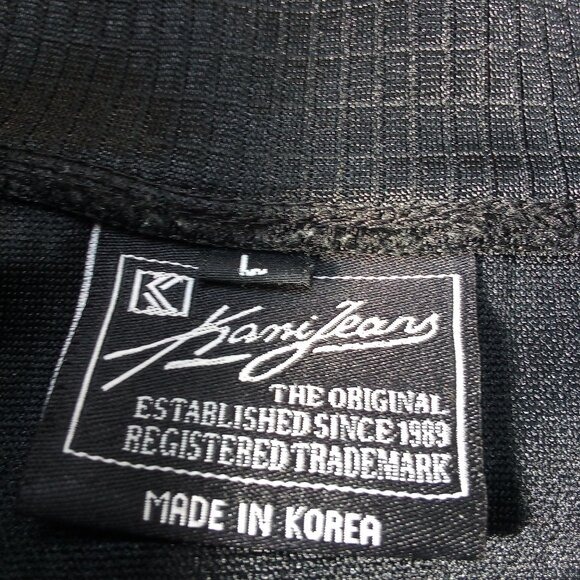 L
K
Kani Jeans
THE ORIGINAL
ESTABLISHED SINCE 1989
REGISTERED TRADEMARK
MADE IN KOREA